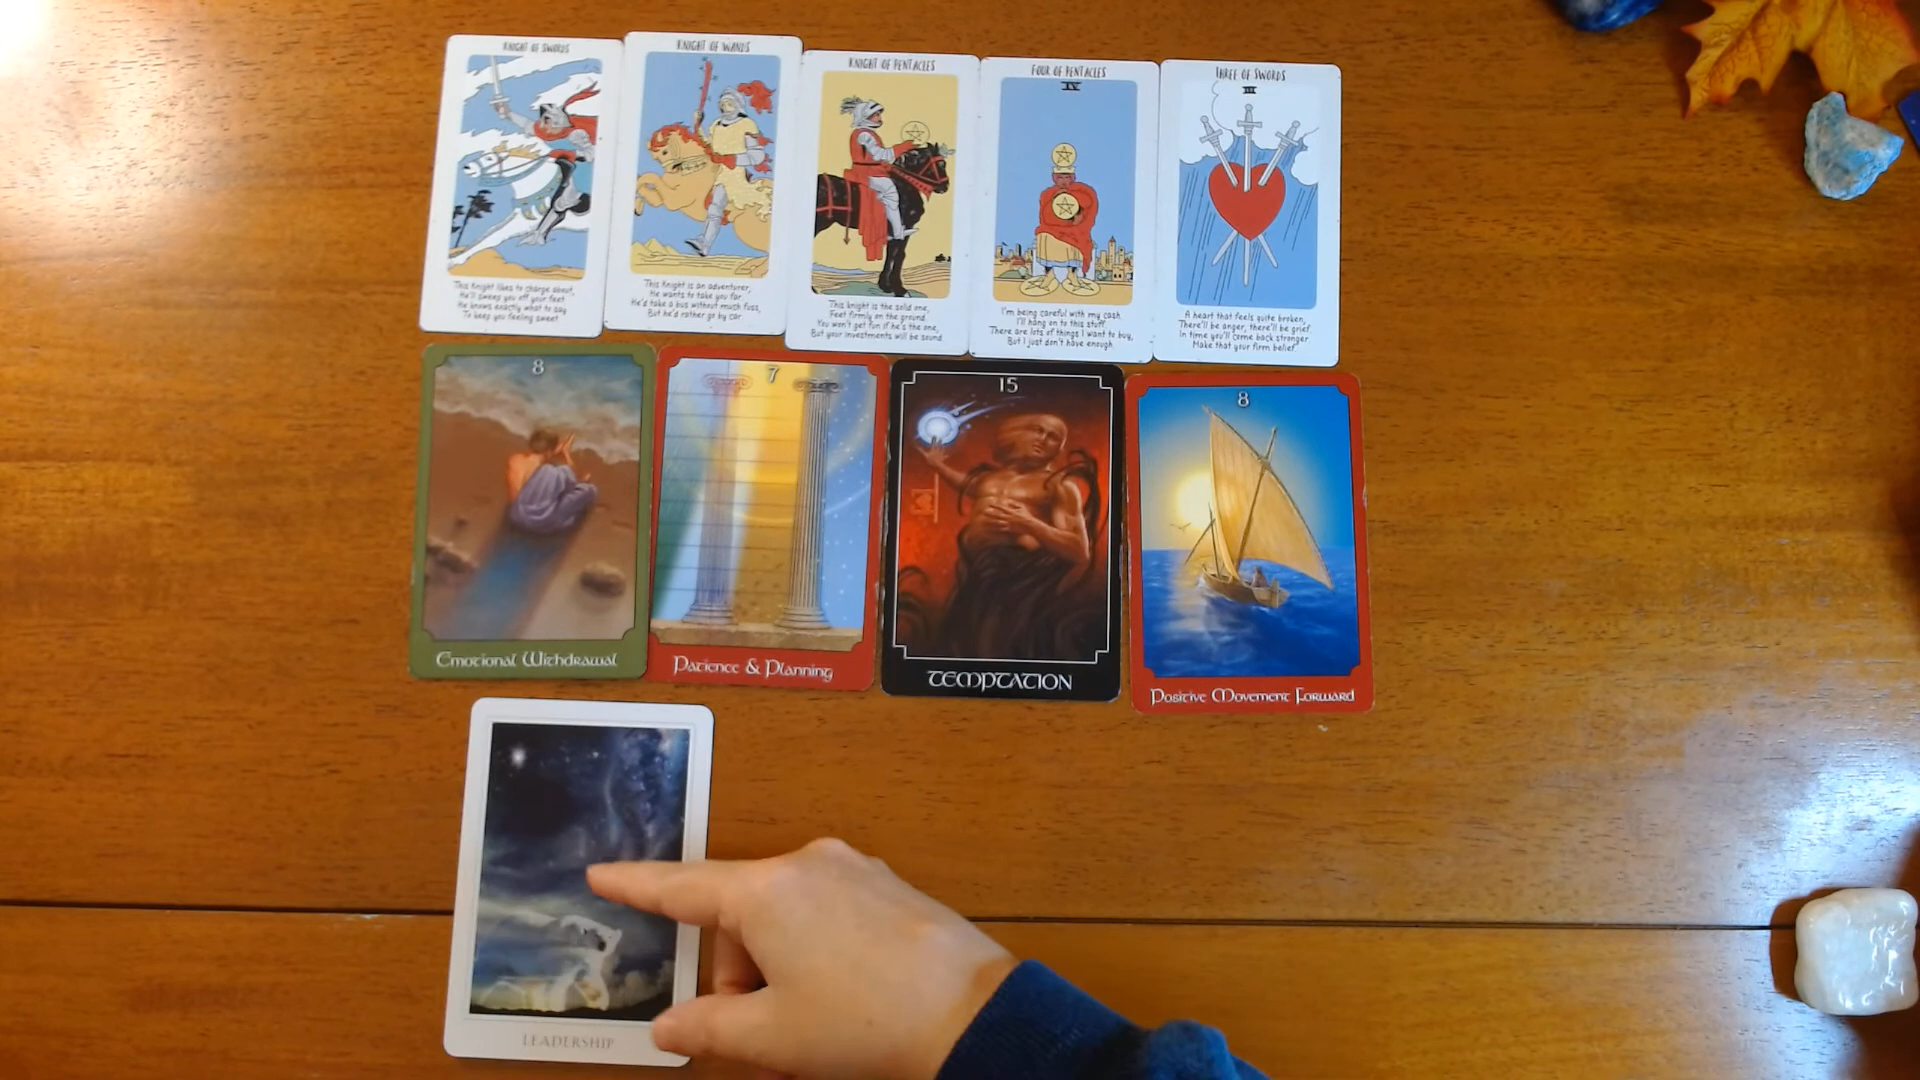 KNIGHT OF SWORDS
This Knight likes to charge about,
He'll sweeps you off your feet
He knows exactly what to say
To keep you feeling sweet
KNIGHT OF WANDS
This Knight is an adventurer,
He wants to take you far
He'd take a bus without much fuss,
But he'd rather go by car
KNIGHT OF PENTACLES
This knight is the solid one,
Feet firmly on the ground
You won't get fun if he's the one,
But your investments will be sound
FOUR OF PENTACLES
IV
I'm being careful with my cash
I'll hang on to this stuff
There are lots of things I want to buy,
But I just don't have enough
THREE OF SWORDS
III
A heart that feels quite broken,
There'll be anger, there'll be grief
In time you'll come back stronger
Make that your firm belief
8
Emotional Withdrawal
7
Patience & Planning
15
TEMPTATION
8
Positive Movement Forward
LEADERSHIP